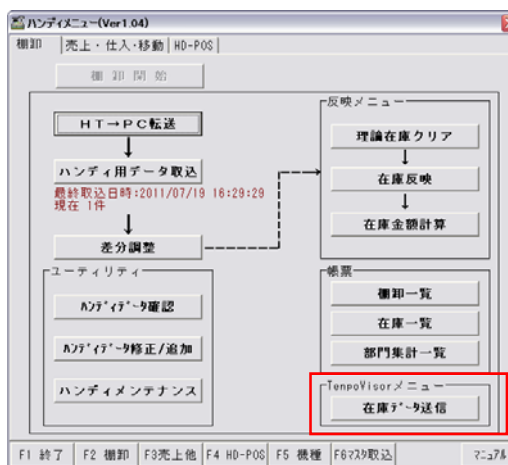 ハンディメニュー(Ver1.04)
棚卸 売上・仕入・移動 HD-POS
棚 卸 開 始
HT→PC転送
ハンディ用データ取込
最終取込日時:2011/07/19 16:29:29
現在 1件
差分調整
反映メニュー
理論在庫クリア
在庫反映
在庫金額計算
ユーティリティ
ﾊﾝﾃﾞｨﾃﾞｰﾀ確認
ﾊﾝﾃﾞｨﾃﾞｰﾀ修正/追加
ハンディメンテナンス
帳票
棚卸一覧
在庫一覧
部門集計一覧
TenpoVisorメニュー
在庫ﾃﾞｰﾀ送信
F1 終了 F2 棚卸 F3売上他 F4 HD-POS F5 機種 F6ﾏｽﾀ取込 ﾏﾆｭｱﾙ